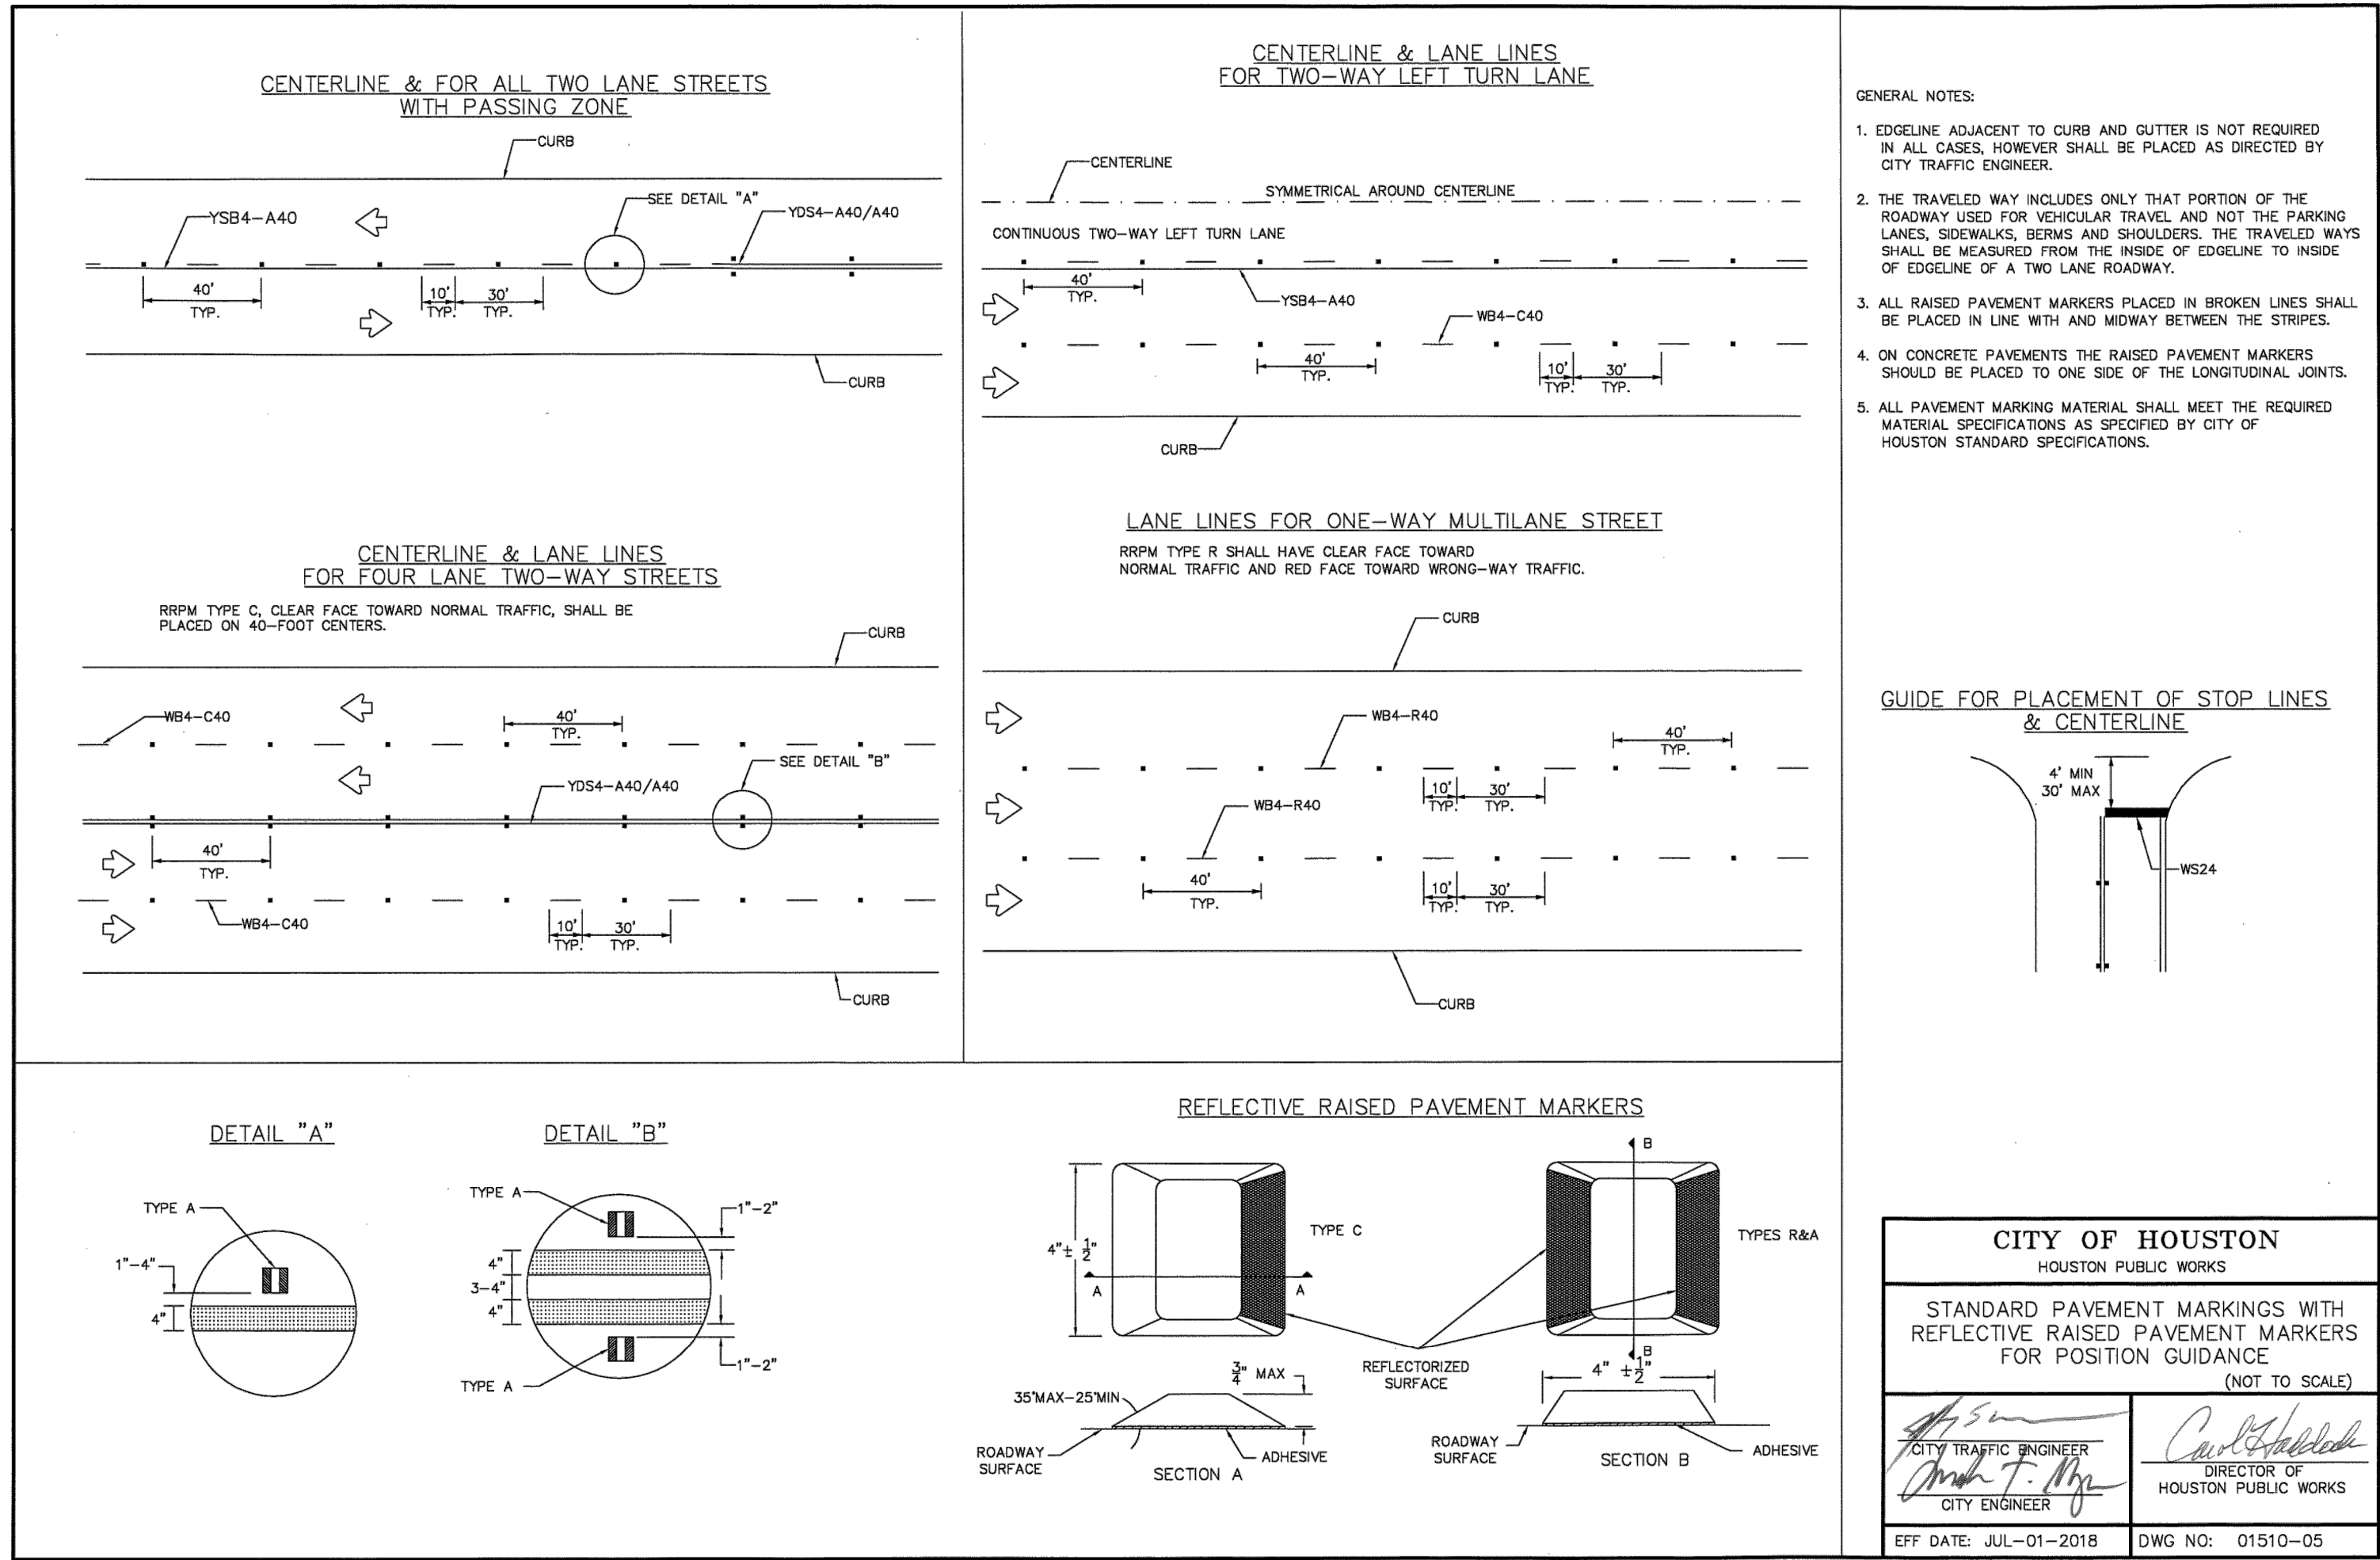 CENTERLINE & FOR ALL TWO LANE STREETS
WITH PASSING ZONE
CURB
SEE DETAIL "A"
YSB4-A40
YDS4-A40/A40
40'
TYP.
10'
TYP.
30'
TYP.
CURB
CENTERLINE & LANE LINES
FOR FOUR LANE TWO-WAY STREETS
RRPM TYPE C, CLEAR FACE TOWARD NORMAL TRAFFIC, SHALL BE
PLACED ON 40-FOOT CENTERS.
CURB
WB4-C40
40'
TYP.
SEE DETAIL "B"
YDS4-A40/A40
40'
TYP.
WB4-C40
10'
TYP.
30'
TYP.
CURB
CENTERLINE & LANE LINES
FOR TWO-WAY LEFT TURN LANE
CENTERLINE
SYMMETRICAL AROUND CENTERLINE
CONTINUOUS TWO-WAY LEFT TURN LANE
40'
TYP.
YSB4-A40
WB4-C40
40'
TYP.
10'
TYP.
30'
TYP.
CURB
LANE LINES FOR ONE-WAY MULTILANE STREET
RRPM TYPE R SHALL HAVE CLEAR FACE TOWARD
NORMAL TRAFFIC AND RED FACE TOWARD WRONG-WAY TRAFFIC.
CURB
WB4-R40
40'
TYP.
10'
TYP.
30'
TYP.
WB4-R40
40'
TYP.
10'
TYP.
30'
TYP.
CURB
GENERAL NOTES:
1. EDGELINE ADJACENT TO CURB AND GUTTER IS NOT REQUIRED
IN ALL CASES, HOWEVER SHALL BE PLACED AS DIRECTED BY
CITY TRAFFIC ENGINEER.
2. THE TRAVELED WAY INCLUDES ONLY THAT PORTION OF THE
ROADWAY USED FOR VEHICULAR TRAVEL AND NOT THE PARKING
LANES, SIDEWALKS, BERMS AND SHOULDERS. THE TRAVELED WAYS
SHALL BE MEASURED FROM THE INSIDE OF EDGELINE TO INSIDE
OF EDGELINE OF A TWO LANE ROADWAY.
3. ALL RAISED PAVEMENT MARKERS PLACED IN BROKEN LINES SHALL
BE PLACED IN LINE WITH AND MIDWAY BETWEEN THE STRIPES.
4. ON CONCRETE PAVEMENTS THE RAISED PAVEMENT MARKERS
SHOULD BE PLACED TO ONE SIDE OF THE LONGITUDINAL JOINTS.
5. ALL PAVEMENT MARKING MATERIAL SHALL MEET THE REQUIRED
MATERIAL SPECIFICATIONS AS SPECIFIED BY CITY OF
HOUSTON STANDARD SPECIFICATIONS.
GUIDE FOR PLACEMENT OF STOP LINES
& CENTERLINE
4' MIN
30' MAX
WS24
DETAIL "A"
TYPE A
1"-4"
4"
DETAIL "B"
TYPE A
1"-2"
4"
3-4"
4"
1"-2"
TYPE A
REFLECTIVE RAISED PAVEMENT MARKERS
B
TYPE C
TYPES R&A
4"± 1/2"
A
A
B
REFLECTORIZED
SURFACE
3/4" MAX
35°MAX-25°MIN
4" ±1/2"
ROADWAY
SURFACE
ADHESIVE
SECTION A
ROADWAY
SURFACE
SECTION B
ADHESIVE
CITY OF HOUSTON
HOUSTON PUBLIC WORKS
STANDARD PAVEMENT MARKINGS WITH
REFLECTIVE RAISED PAVEMENT MARKERS
FOR POSITION GUIDANCE
(NOT TO SCALE)
CITY TRAFFIC ENGINEER
CITY ENGINEER
Carol Haddock
DIRECTOR OF
HOUSTON PUBLIC WORKS
EFF DATE: JUL-01-2018
DWG NO: 01510-05